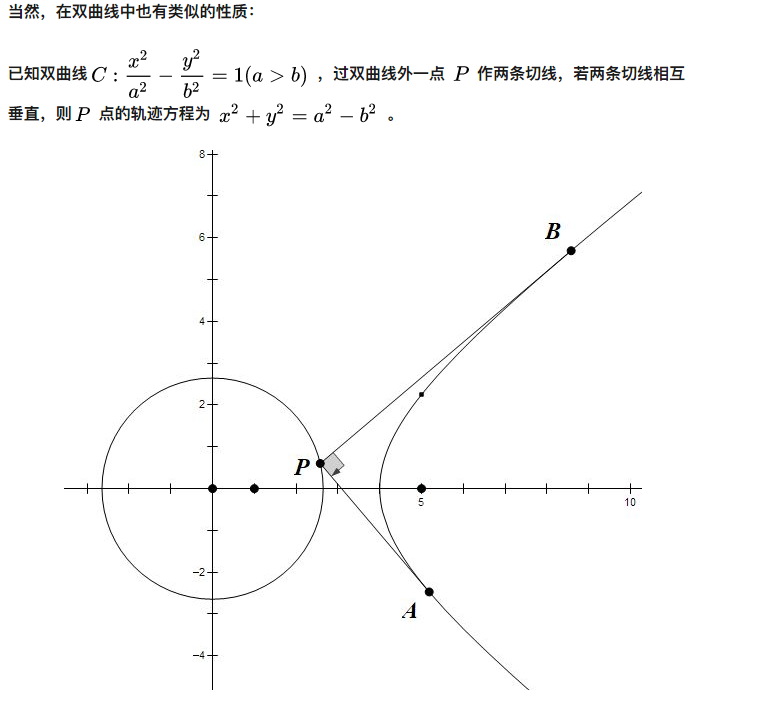 当然，在双曲线中也有类似的性质：
已知双曲线 C : x²/a² − y²/b² = 1(a > b) ，过双曲线外一点 P 作两条切线，若两条切线相互
垂直，则 P 点的轨迹方程为 x² + y² = a² − b² 。
8
6
B
4
2
P
5
10
−2
A
−4